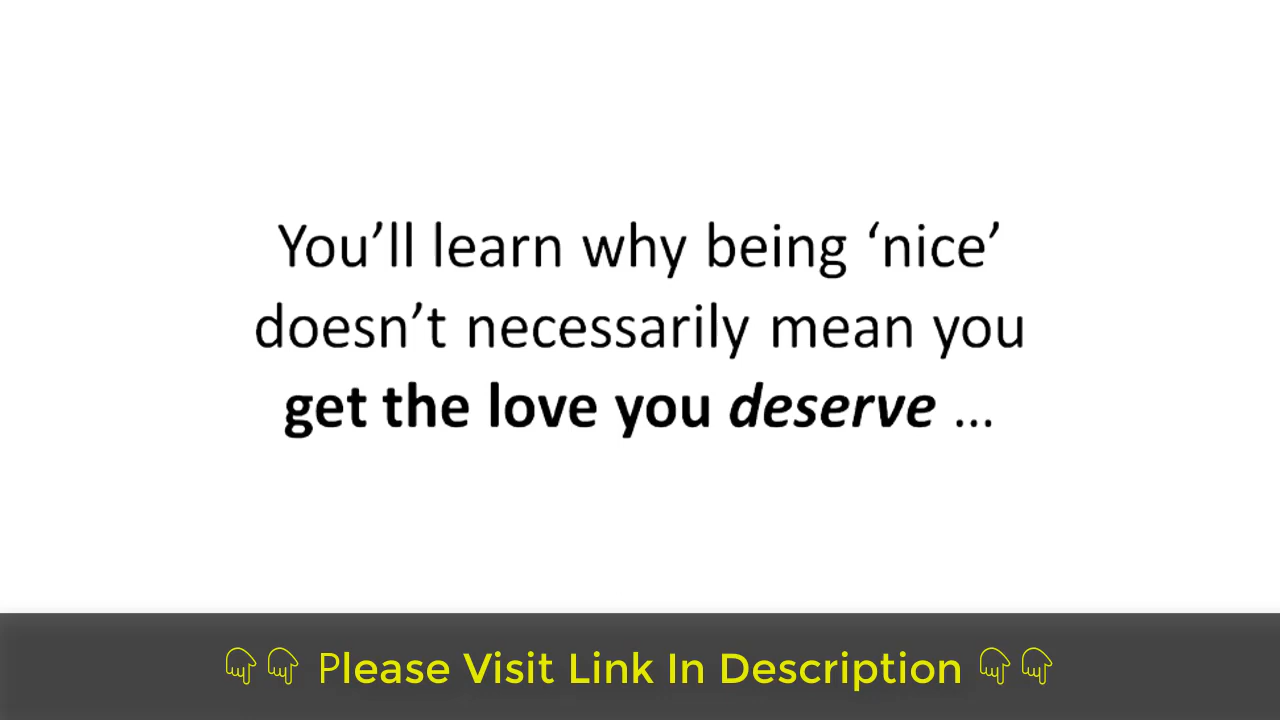 You’ll learn why being ‘nice’
doesn’t necessarily mean you
get the love you deserve ...
Please Visit Link In Description